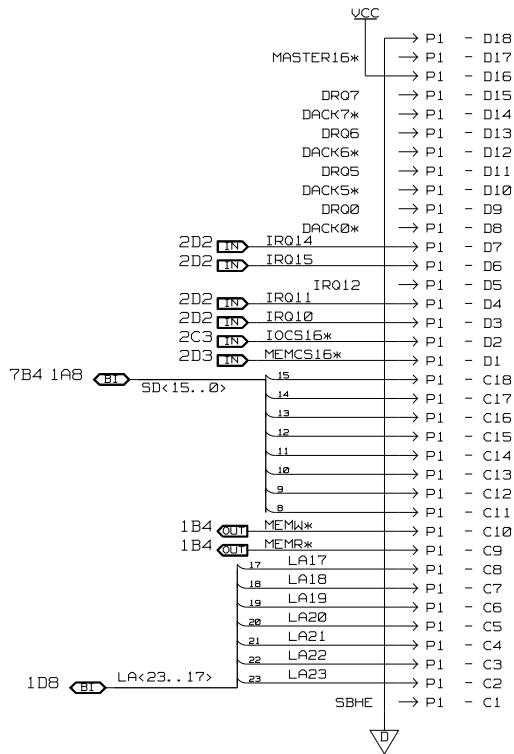 VCC
P1 - D18
MASTER16* P1 - D17
P1 - D16
DRQ7 P1 - D15
DACK7* P1 - D14
DRQ6 P1 - D13
DACK6* P1 - D12
DRQ5 P1 - D11
DACK5* P1 - D10
DRQ0 P1 - D9
DACK0* P1 - D8
2D2 IN IRQ14 P1 - D7
2D2 IN IRQ15 P1 - D6
IRQ12 P1 - D5
2D2 IN IRQ11 P1 - D4
2D2 IN IRQ10 P1 - D3
2C3 IN IOCS16* P1 - D2
2D3 IN MEMCS16* P1 - D1
7B4 1A8 BI SD<15..0> 15 P1 - C18
14 P1 - C17
13 P1 - C16
12 P1 - C15
11 P1 - C14
10 P1 - C13
9 P1 - C12
8 P1 - C11
1B4 OUT MEMW* P1 - C10
1B4 OUT MEMR* P1 - C9
17 LA17 P1 - C8
18 LA18 P1 - C7
19 LA19 P1 - C6
20 LA20 P1 - C5
21 LA21 P1 - C4
22 LA22 P1 - C3
1D8 BI LA<23..17> 23 LA23 P1 - C2
SBHE P1 - C1
D